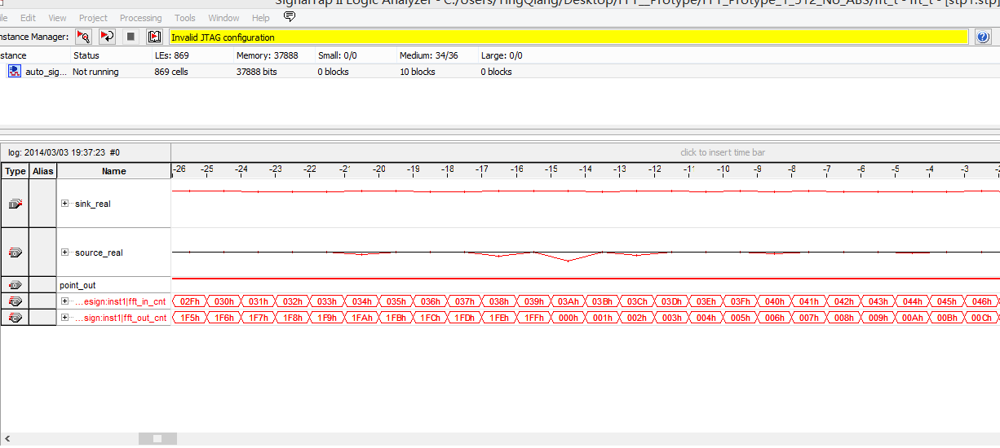 SignalTap II Logic Analyzer - C:/Users/YingQiang/Desktop/FFT__Protype/FFT_Protype_1_512_No_ABS/fft_t - fft_t - [stp1.stp]
ile Edit View Project Processing Tools Window Help
nstance Manager: Invalid JTAG configuration
stance Status LEs: 869 Memory: 37888 Small: 0/0 Medium: 34/36 Large: 0/0
auto_sig... Not running 869 cells 37888 bits 0 blocks 10 blocks 0 blocks
log: 2014/03/03 19:37:23 #0 click to insert time bar
Type Alias Name -26 -25 -24 -23 -22 -21 -20 -19 -18 -17 -16 -15 -14 -13 -12 -11 -10 -9 -8 -7 -6 -5 -4 -3 -2
sink_real
source_real
point_out
...esign:inst1|fft_in_cnt 02Fh 030h 031h 032h 033h 034h 035h 036h 037h 038h 039h 03Ah 03Bh 03Ch 03Dh 03Eh 03Fh 040h 041h 042h 043h 044h 045h 046h
...sign:inst1|fft_out_cnt 1F5h 1F6h 1F7h 1F8h 1F9h 1FAh 1FBh 1FCh 1FDh 1FEh 1FFh 000h 001h 002h 003h 004h 005h 006h 007h 008h 009h 00Ah 00Bh 00Ch